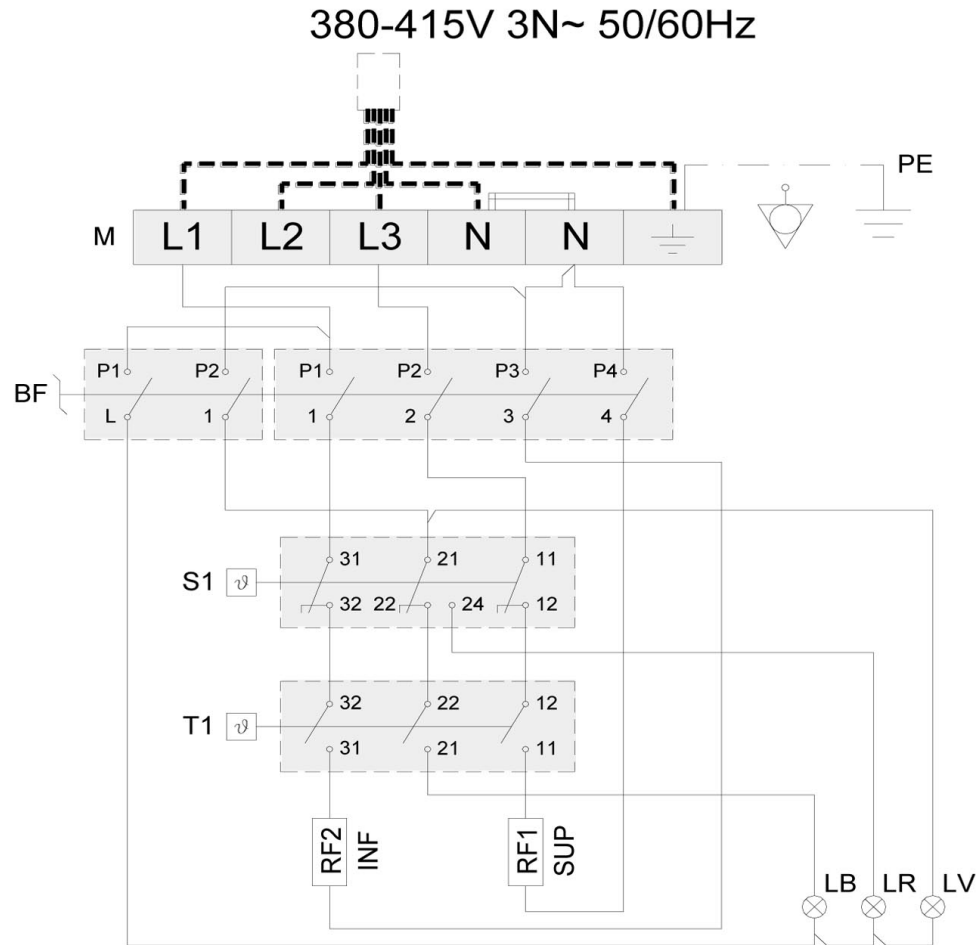 380-415V 3N~ 50/60Hz
PE
M L1 L2 L3 N N
P1 P2 P1 P2 P3 P4
BF
L 1 1 2 3 4
31 21 11
S1 ϑ
32 22 24 12
32 22 12
T1 ϑ
31 21 11
RF2 INF RF1 SUP
LB LR LV